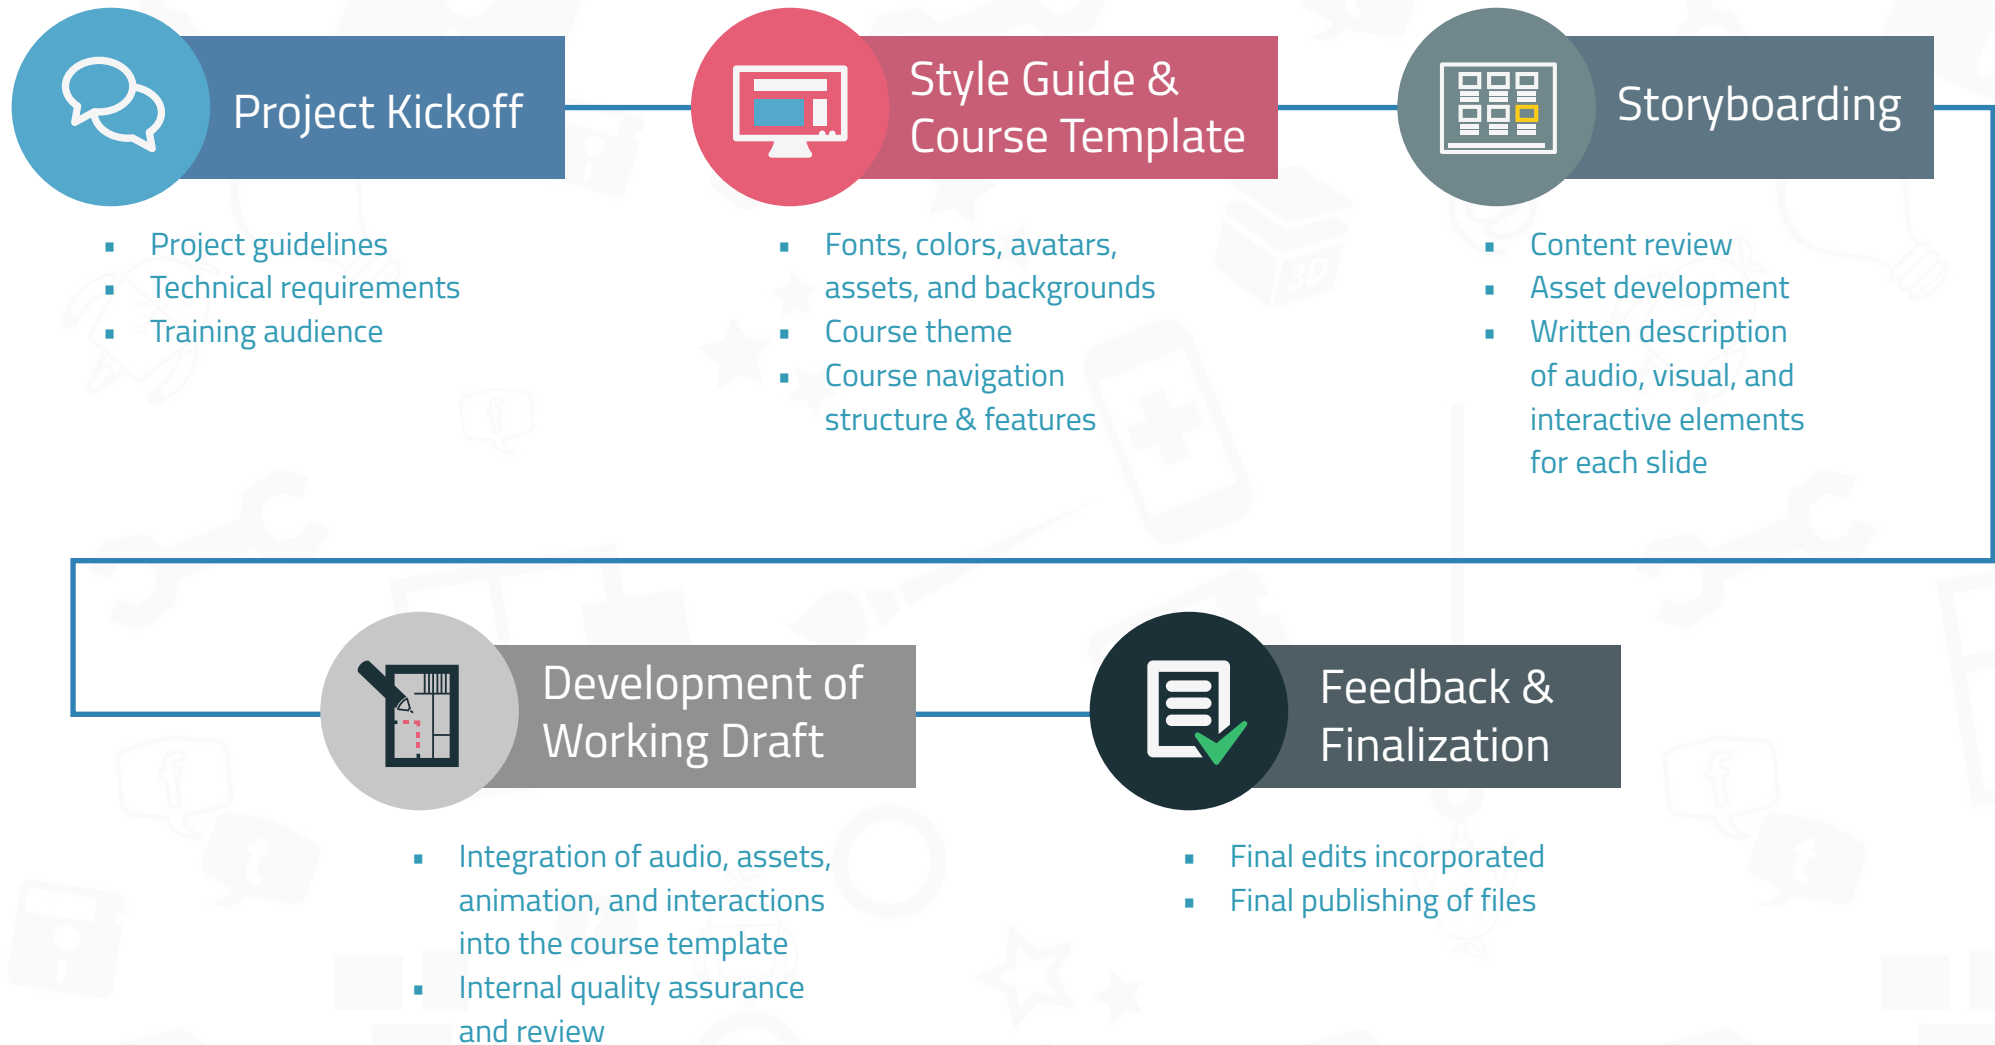 Project Kickoff
Style Guide &
Course Template
Storyboarding
▪ Project guidelines
▪ Technical requirements
▪ Training audience
▪ Fonts, colors, avatars,
assets, and backgrounds
▪ Course theme
▪ Course navigation
structure & features
▪ Content review
▪ Asset development
▪ Written description
of audio, visual, and
interactive elements
for each slide
Development of
Working Draft
Feedback &
Finalization
▪ Integration of audio, assets,
animation, and interactions
into the course template
▪ Internal quality assurance
and review
▪ Final edits incorporated
▪ Final publishing of files
3D